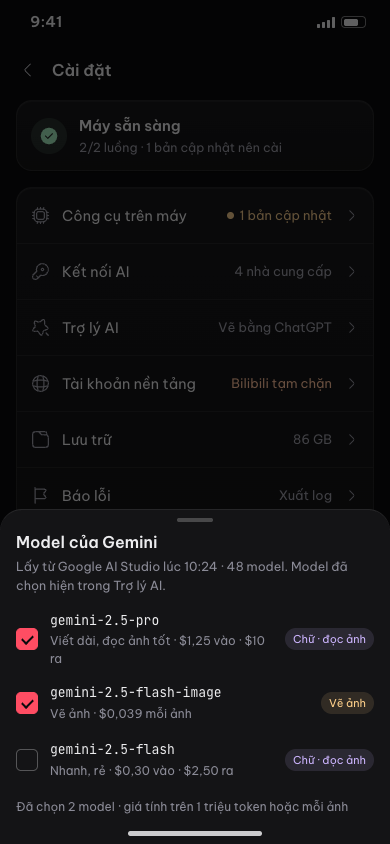 9:41
Cài đặt
Máy sẵn sàng
2/2 luồng · 1 bản cập nhật nên cài
Công cụ trên máy
1 bản cập nhật
Kết nối AI
4 nhà cung cấp
Trợ lý AI
Vẽ bằng ChatGPT
Tài khoản nền tảng
Bilibili tạm chặn
Lưu trữ
86 GB
Báo lỗi
Xuất log
Model của Gemini
Lấy từ Google AI Studio lúc 10:24 · 48 model. Model đã
chọn hiện trong Trợ lý AI.
gemini-2.5-pro
Viết dài, đọc ảnh tốt · $1,25 vào · $10
ra
Chữ · đọc ảnh
gemini-2.5-flash-image
Vẽ ảnh · $0,039 mỗi ảnh
Vẽ ảnh
gemini-2.5-flash
Nhanh, rẻ · $0,30 vào · $2,50 ra
Chữ · đọc ảnh
Đã chọn 2 model · giá tính trên 1 triệu token hoặc mỗi ảnh